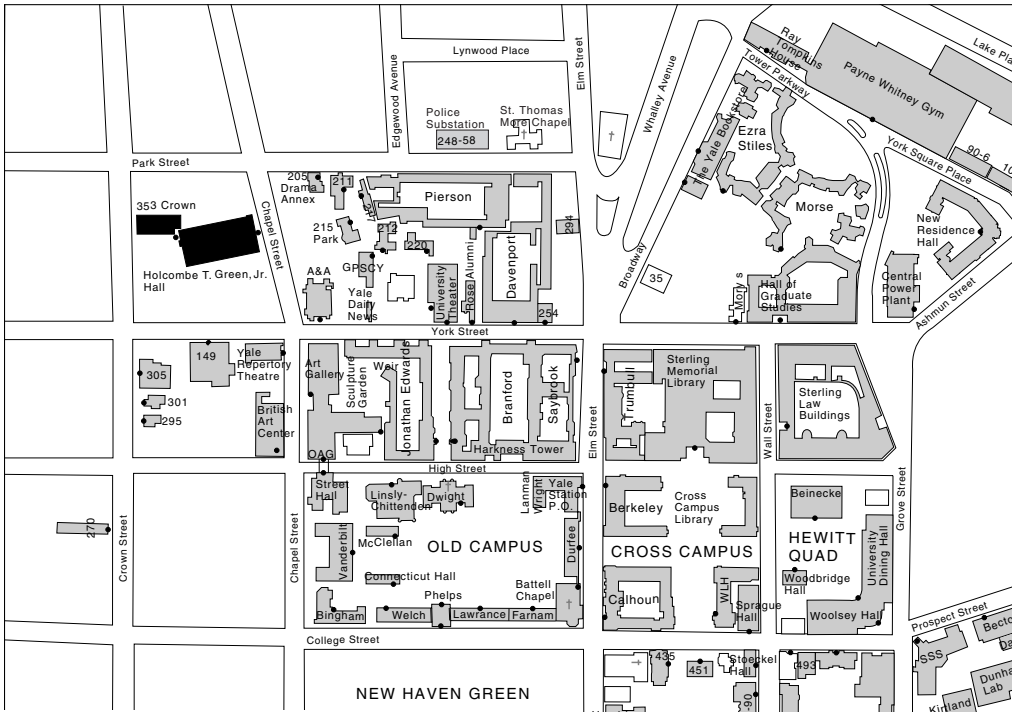 Lynwood Place
Edgewood Avenue
Elm Street
Whalley Avenue
Ray
Tompkins
House
Tower Parkway
Payne Whitney Gym
Lake Pla
Police
Substation
248-58
St. Thomas
More Chapel
The Yale Bookstore
Ezra
Stiles
York Square Place
90-6
10
Park Street
205
Drama
Annex
211
217
Pierson
Morse
New
Residence
Hall
353 Crown
Chapel Street
215
Park
212
220
294
Holcombe T. Green, Jr.
Hall
A&A
GPSCY
Yale
Daily
News
University
Theater
Rose Alumni
Davenport
254
Broadway
35
Mory's
Hall of
Graduate
Studies
Central
Power
Plant
Ashmun Street
York Street
305
149
Yale
Repertory
Theatre
301
295
British
Art
Center
Art
Gallery
Sculpture
Garden
Weir
Jonathan Edwards
Branford
Saybrook
Harkness Tower
Elm Street
Trumbull
Sterling
Memorial
Library
Wall Street
Sterling
Law
Buildings
OAG
High Street
Street
Hall
Linsly-
Chittenden
Dwight
Lanman
Wright
Yale
Station
P.O.
Berkeley
Cross
Campus
Library
Beinecke
Grove Street
270
Crown Street
Chapel Street
Vanderbilt
McClellan
OLD CAMPUS
Durfee
CROSS CAMPUS
HEWITT
QUAD
University
Dining Hall
Connecticut Hall
Battell
Chapel
Woodbridge
Hall
Bingham
Welch
Phelps
Lawrance
Farnam
Calhoun
WLH
Sprague
Hall
Woolsey Hall
Prospect Street
College Street
NEW HAVEN GREEN
435
451
Stoeckel
Hall
-90
493
SSS
Becto
Da
Dunha
Lab
Kirtland